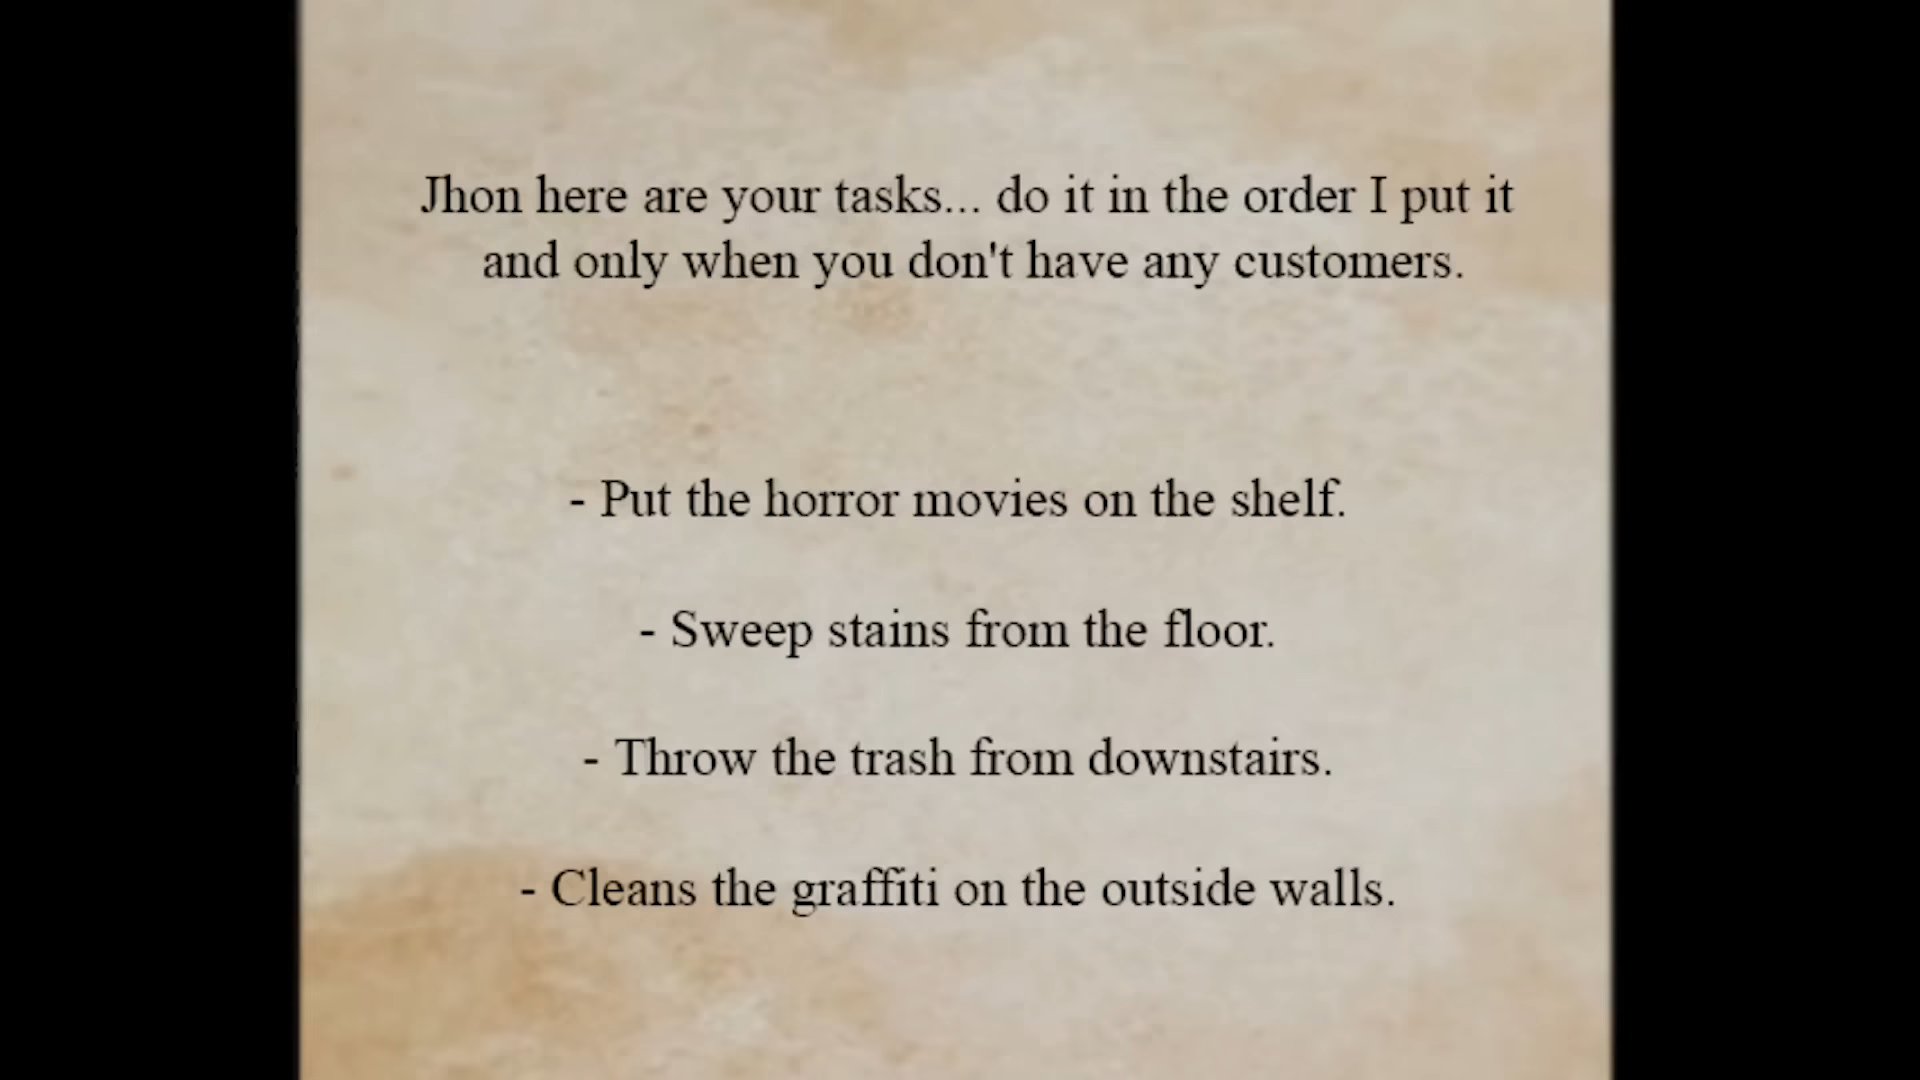 Jhon here are your tasks... do it in the order I put it
and only when you don't have any customers.
- Put the horror movies on the shelf.
- Sweep stains from the floor.
- Throw the trash from downstairs.
- Cleans the graffiti on the outside walls.